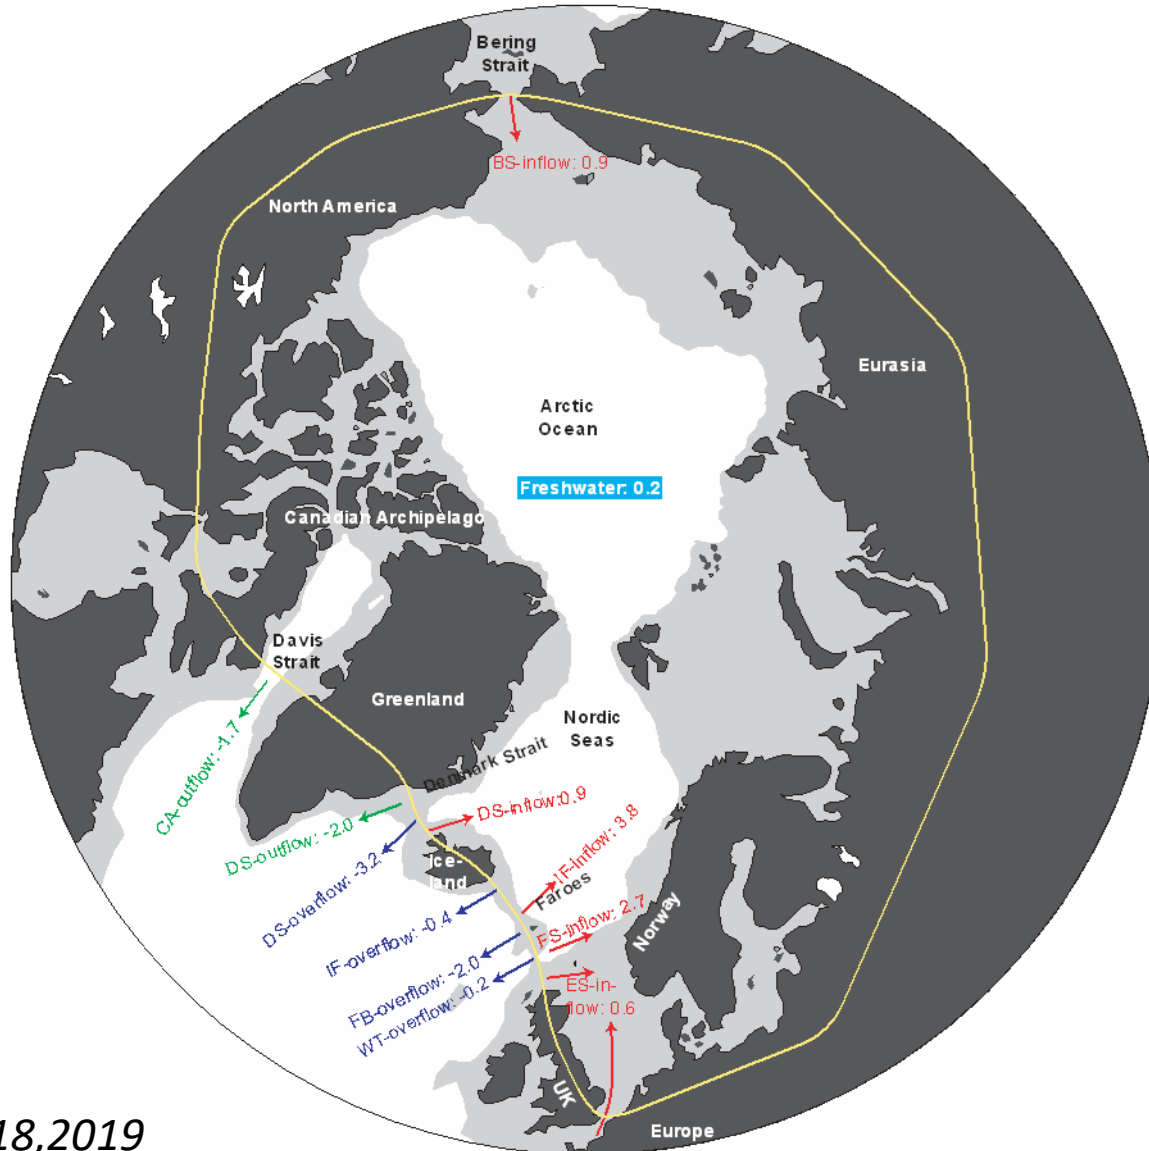 Bering
Strait
BS-inflow: 0.9
North America
Eurasia
Arctic
Ocean
Freshwater: 0.2
Canadian Archipelago
Davis
Strait
Greenland
Nordic
Seas
Denmark Strait
CA-outflow: -1.7
DS-inflow:0.9
DS-outflow: -2.0
IF-inflow: 3.8
DS-overflow: -3.2
Ice-
land
Faroes
IF-overflow: -0.4
FS-inflow: 2.7
Norway
FB-overflow: -2.0
WT-overflow: -0.2
ES-in-
flow: 0.6
UK
Europe
18,2019